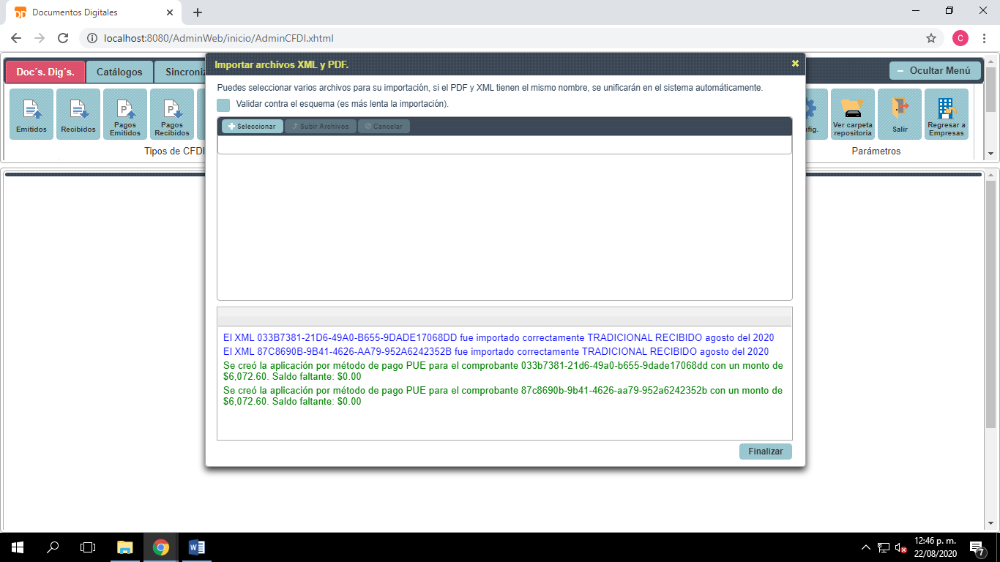 Documentos Digitales
localhost:8080/AdminWeb/inicio/AdminCFDI.xhtml
C
Doc´s. Dig´s.
Catálogos
Sincroni
Ocultar Menú
Emitidos
Recibidos
Pagos
Emitidos
Pagos
Recibidos
Tipos de CFDI
fig.
Ver carpeta
repositoria
Salir
Regresar a
Empresas
Parámetros
Importar archivos XML y PDF.
Puedes seleccionar varios archivos para su importación, si el PDF y XML tienen el mismo nombre, se unificarán en el sistema automáticamente.
Validar contra el esquema (es más lenta la importación).
Seleccionar
Subir Archivos
Cancelar
El XML 033B7381-21D6-49A0-B655-9DADE17068DD fue importado correctamente TRADICIONAL RECIBIDO agosto del 2020
El XML 87C8690B-9B41-4626-AA79-952A6242352B fue importado correctamente TRADICIONAL RECIBIDO agosto del 2020
Se creó la aplicación por método de pago PUE para el comprobante 033b7381-21d6-49a0-b655-9dade17068dd con un monto de
$6,072.60. Saldo faltante: $0.00
Se creó la aplicación por método de pago PUE para el comprobante 87c8690b-9b41-4626-aa79-952a6242352b con un monto de
$6,072.60. Saldo faltante: $0.00
Finalizar
12:46 p. m.
22/08/2020
7